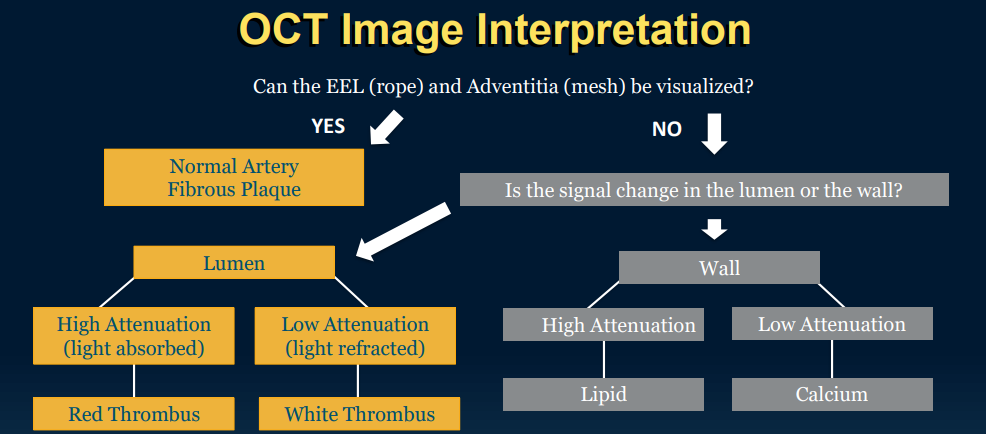 OCT Image Interpretation
Can the EEL (rope) and Adventitia (mesh) be visualized?
YES
NO
Normal Artery
Fibrous Plaque
Is the signal change in the lumen or the wall?
Lumen
Wall
High Attenuation
(light absorbed)
Low Attenuation
(light refracted)
High Attenuation
Low Attenuation
Red Thrombus
White Thrombus
Lipid
Calcium